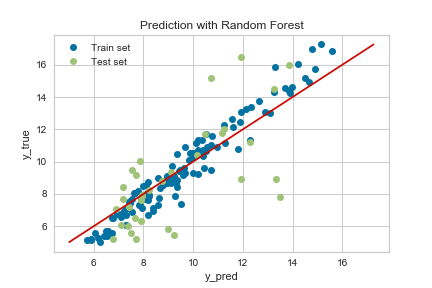 Prediction with Random Forest
Train set
Test set
y_true
16
14
12
10
8
6
6
8
10
12
14
16
y_pred